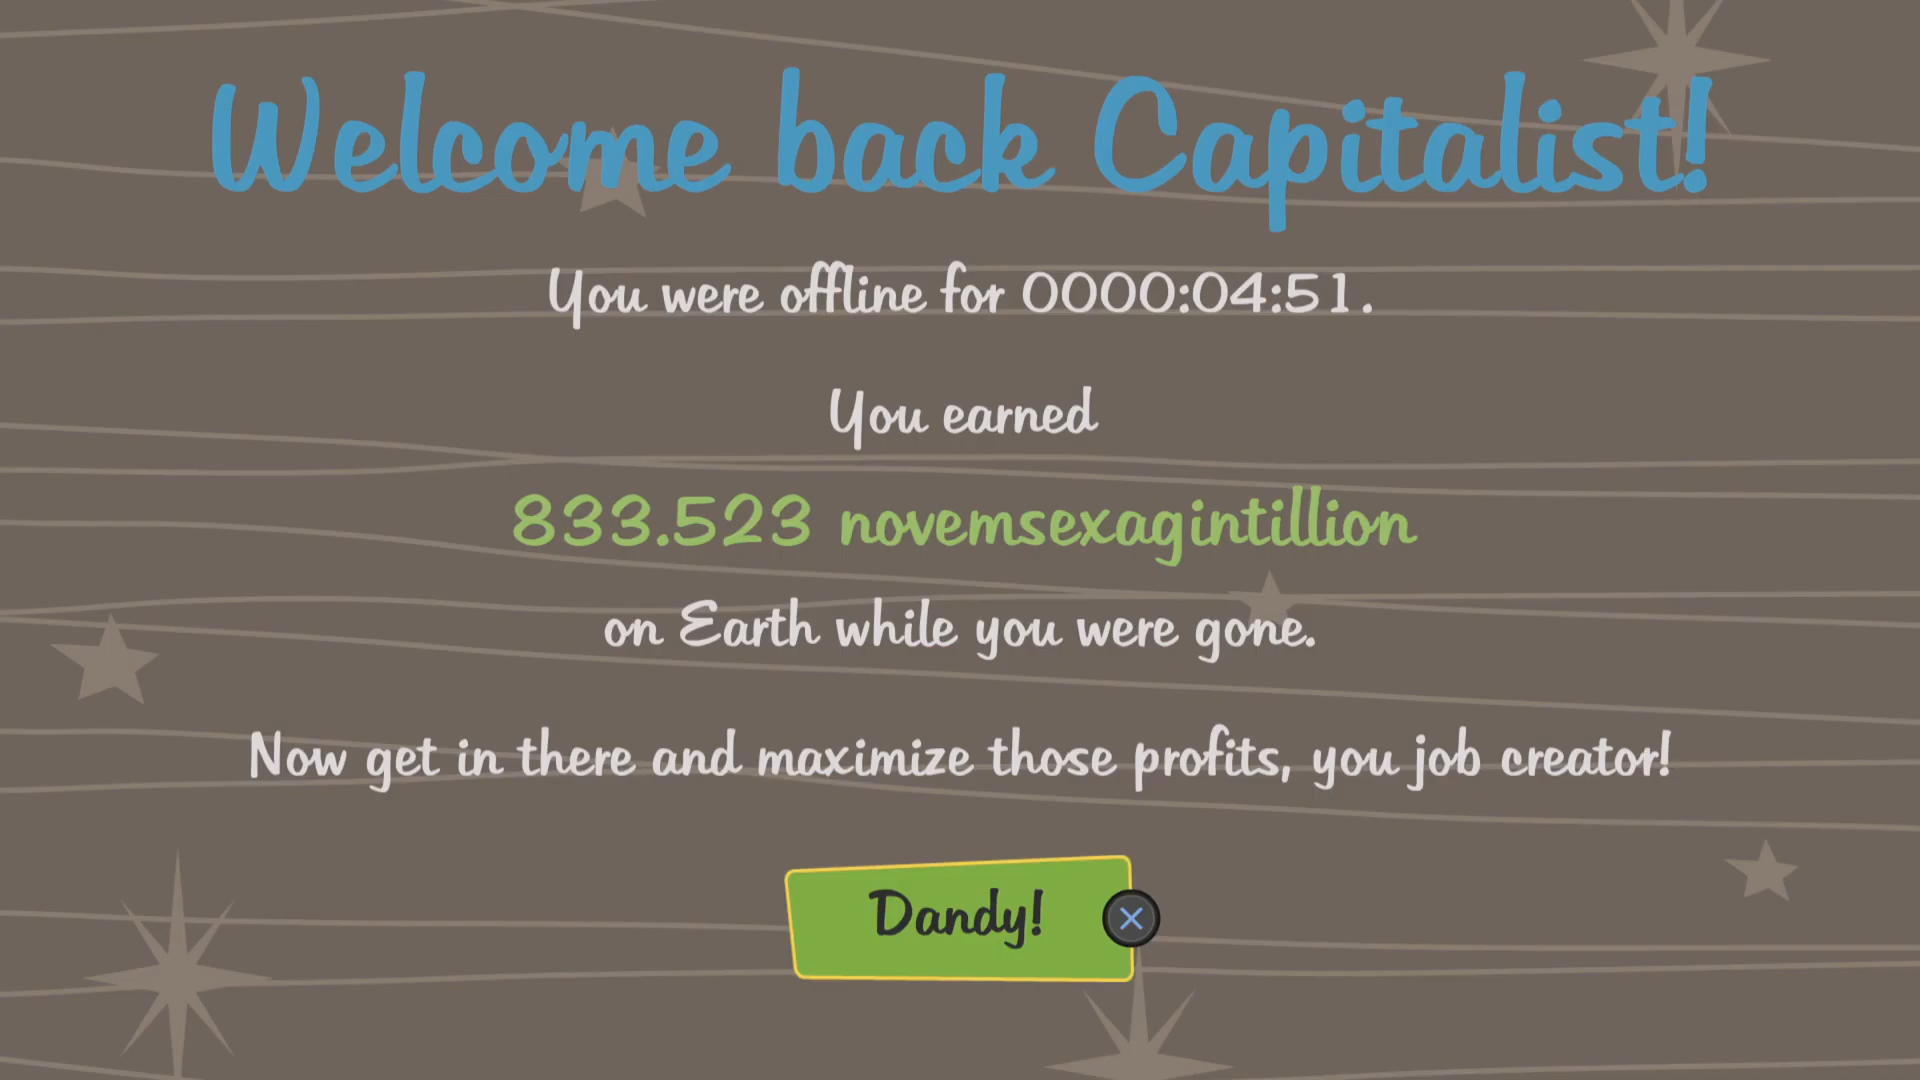 Welcome back Capitalist!
You were offline for 0000:04:51.
You earned
833.523 novemsexagintillion
on Earth while you were gone.
Now get in there and maximize those profits, you job creator!
Dandy!